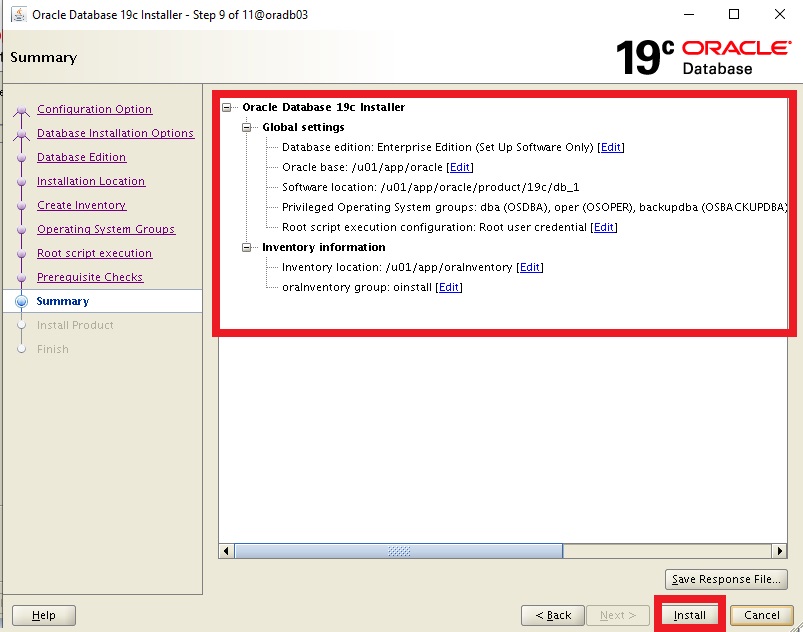 Oracle Database 19c Installer - Step 9 of 11@oradb03
Summary
19c ORACLE
Database
Configuration Option
Database Installation Options
Database Edition
Installation Location
Create Inventory
Operating System Groups
Root script execution
Prerequisite Checks
Summary
Install Product
Finish
Oracle Database 19c Installer
Global settings
Database edition: Enterprise Edition (Set Up Software Only) [Edit]
Oracle base: /u01/app/oracle [Edit]
Software location: /u01/app/oracle/product/19c/db_1
Privileged Operating System groups: dba (OSDBA), oper (OSOPER), backupdba (OSBACKUPDBA)
Root script execution configuration: Root user credential [Edit]
Inventory information
Inventory location: /u01/app/oraInventory [Edit]
oraInventory group: oinstall [Edit]
Save Response File...
Help
< Back
Next >
Install
Cancel